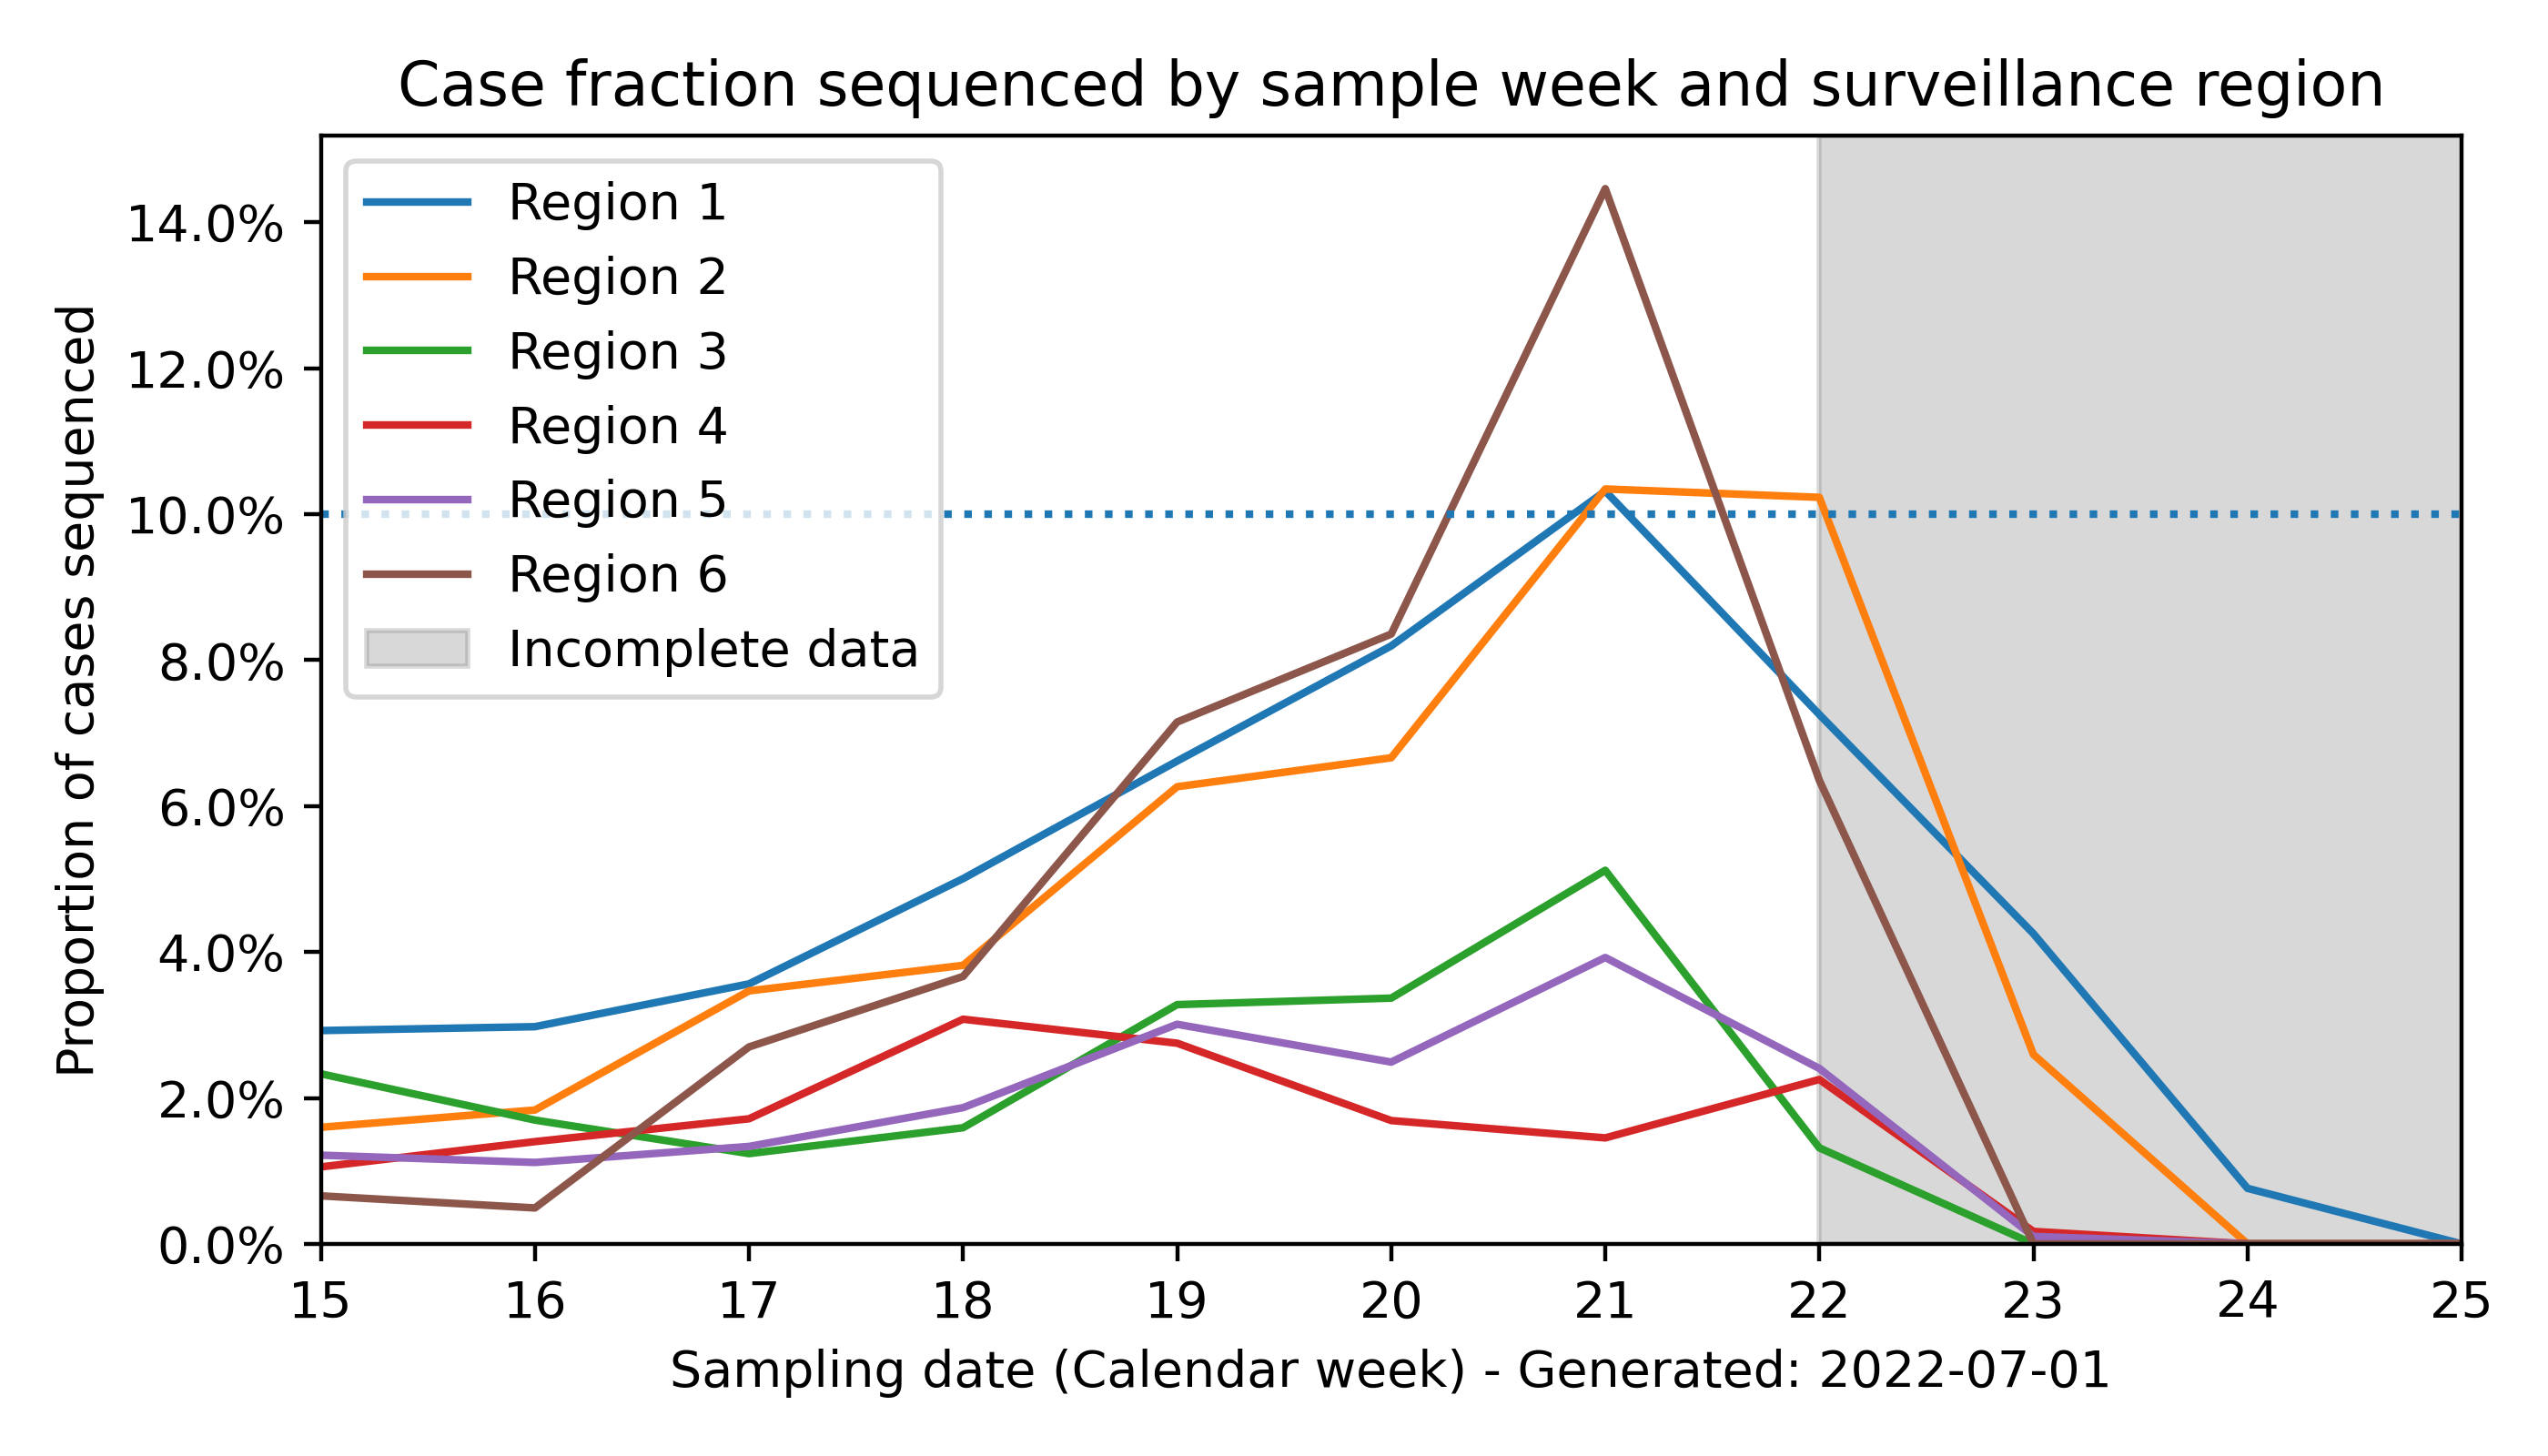 Case fraction sequenced by sample week and surveillance region
Proportion of cases sequenced
14.0%
12.0%
10.0%
8.0%
6.0%
4.0%
2.0%
0.0%
Region 1
Region 2
Region 3
Region 4
Region 5
Region 6
Incomplete data
15 16 17 18 19 20 21 22 23 24 25
Sampling date (Calendar week) - Generated: 2022-07-01